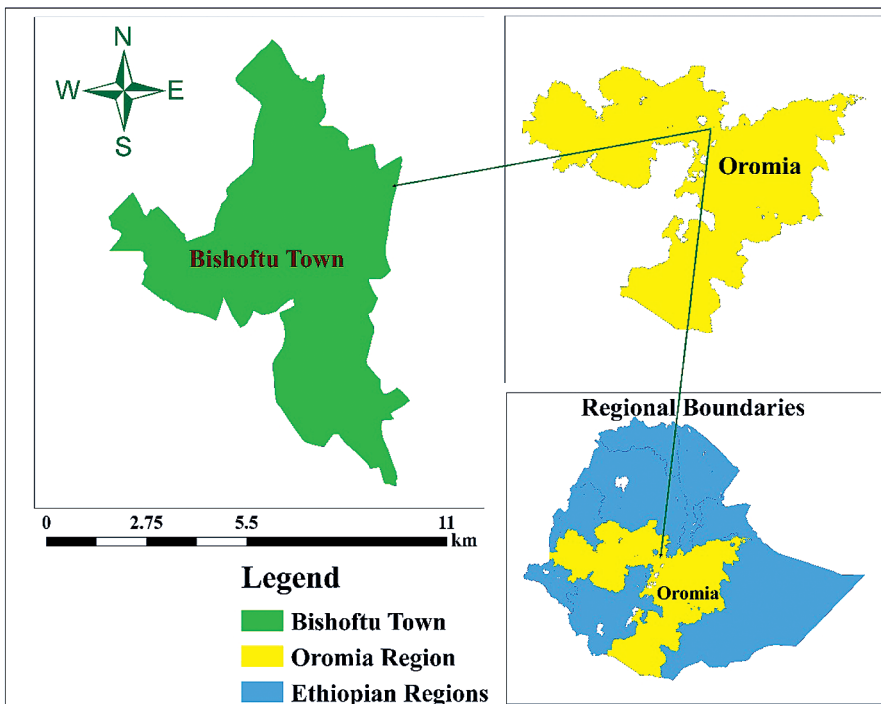 N
W E
S
Bishoftu Town
Oromia
Regional Boundaries
Oromia
0 2.75 5.5 11
km
Legend
Bishoftu Town
Oromia Region
Ethiopian Regions